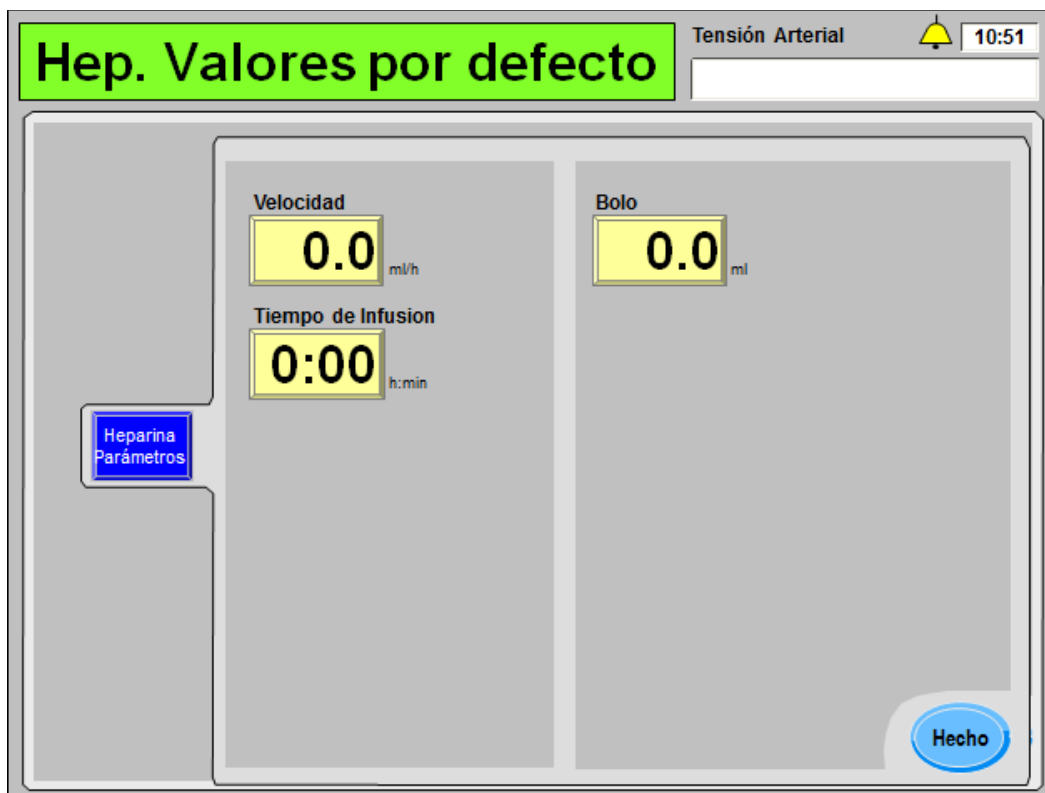 Hep. Valores por defecto
Tensión Arterial
10:51
Velocidad
0.0 ml/h
Tiempo de Infusion
0:00 h:min
Bolo
0.0 ml
Heparina
Parámetros
Hecho